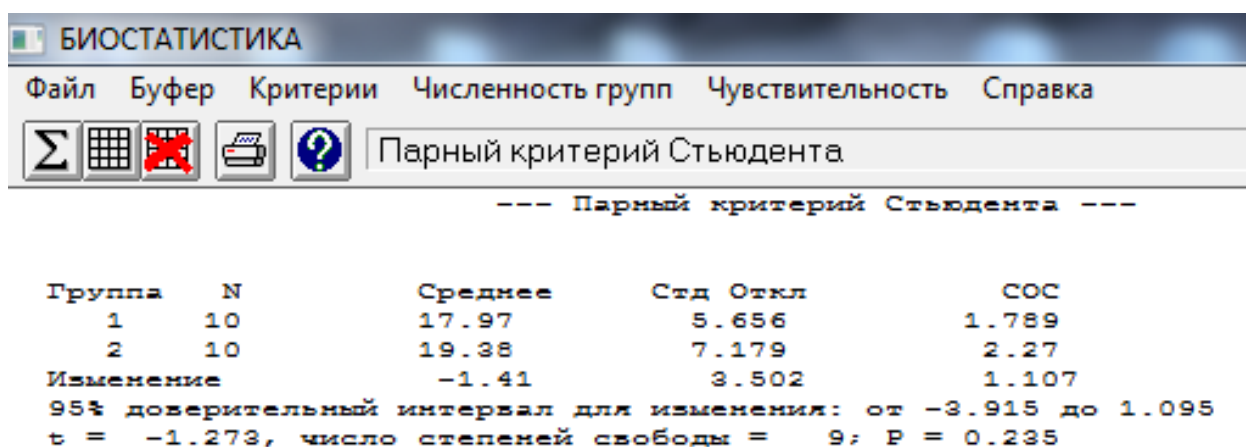 БИОСТАТИСТИКА
Файл Буфер Критерии Численность групп Чувствительность Справка
Парный критерий Стьюдента
--- Парный критерий Стьюдента ---
Группа N Среднее Стд Откл СОС
1 10 17.97 5.656 1.789
2 10 19.38 7.179 2.27
Изменение -1.41 3.502 1.107
95% доверительный интервал для изменения: от -3.915 до 1.095
t = -1.273, число степеней свободы = 9; P = 0.235